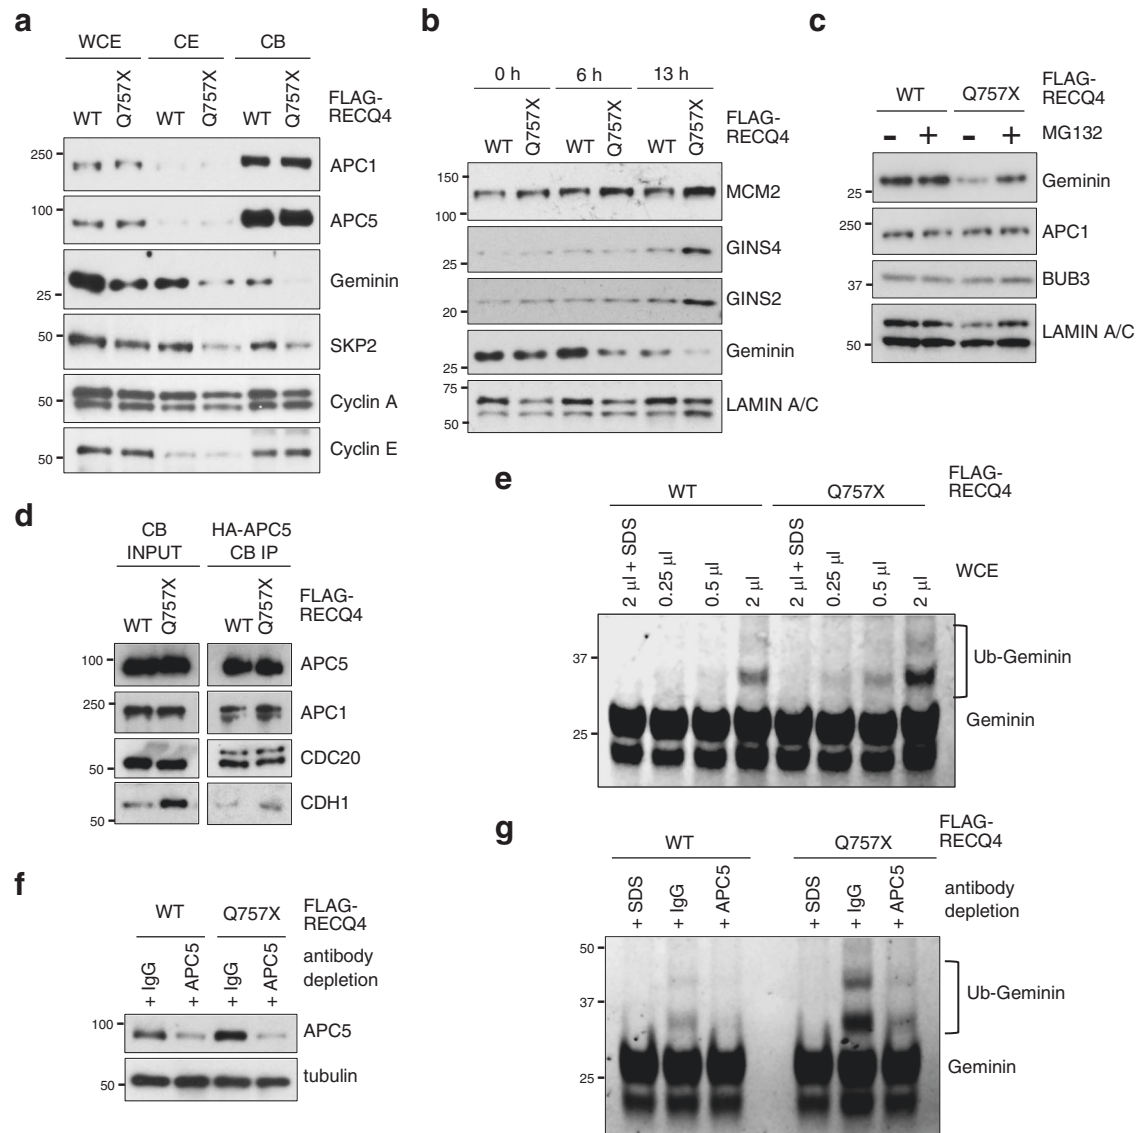 a
WCE CE CB
WT Q757X WT Q757X WT Q757X
FLAG-
RECQ4
250
APC1
100
APC5
Geminin
25
50
SKP2
50
Cyclin A
50
Cyclin E
b
0 h 6 h 13 h
WT Q757X WT Q757X WT Q757X
FLAG-
RECQ4
150
MCM2
100
GINS4
25
GINS2
20
Geminin
25
75
LAMIN A/C
50
c
WT Q757X
FLAG-
RECQ4
- + - + MG132
Geminin
25
250
APC1
37
BUB3
LAMIN A/C
50
d
CB
INPUT
HA-APC5
CB IP
WT Q757X WT Q757X
FLAG-
RECQ4
100
APC5
250
APC1
CDC20
50
CDH1
50
e
WT Q757X
FLAG-
RECQ4
2 µl + SDS 0.25 µl 0.5 µl 2 µl 2 µl + SDS 0.25 µl 0.5 µl 2 µl
WCE
37
Ub-Geminin
Geminin
25
f
WT Q757X
FLAG-
RECQ4
+ IgG + APC5 + IgG + APC5
antibody
depletion
100
APC5
tubulin
50
g
WT Q757X
FLAG-
RECQ4
+ SDS + IgG + APC5 + SDS + IgG + APC5
antibody
depletion
50
Ub-Geminin
37
Geminin
25